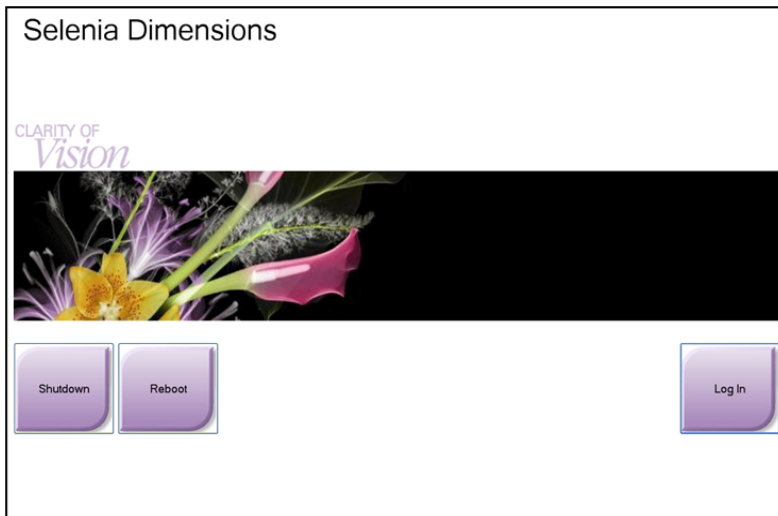 Selenia Dimensions
CLARITY OF
Vision
Shutdown
Reboot
Log In